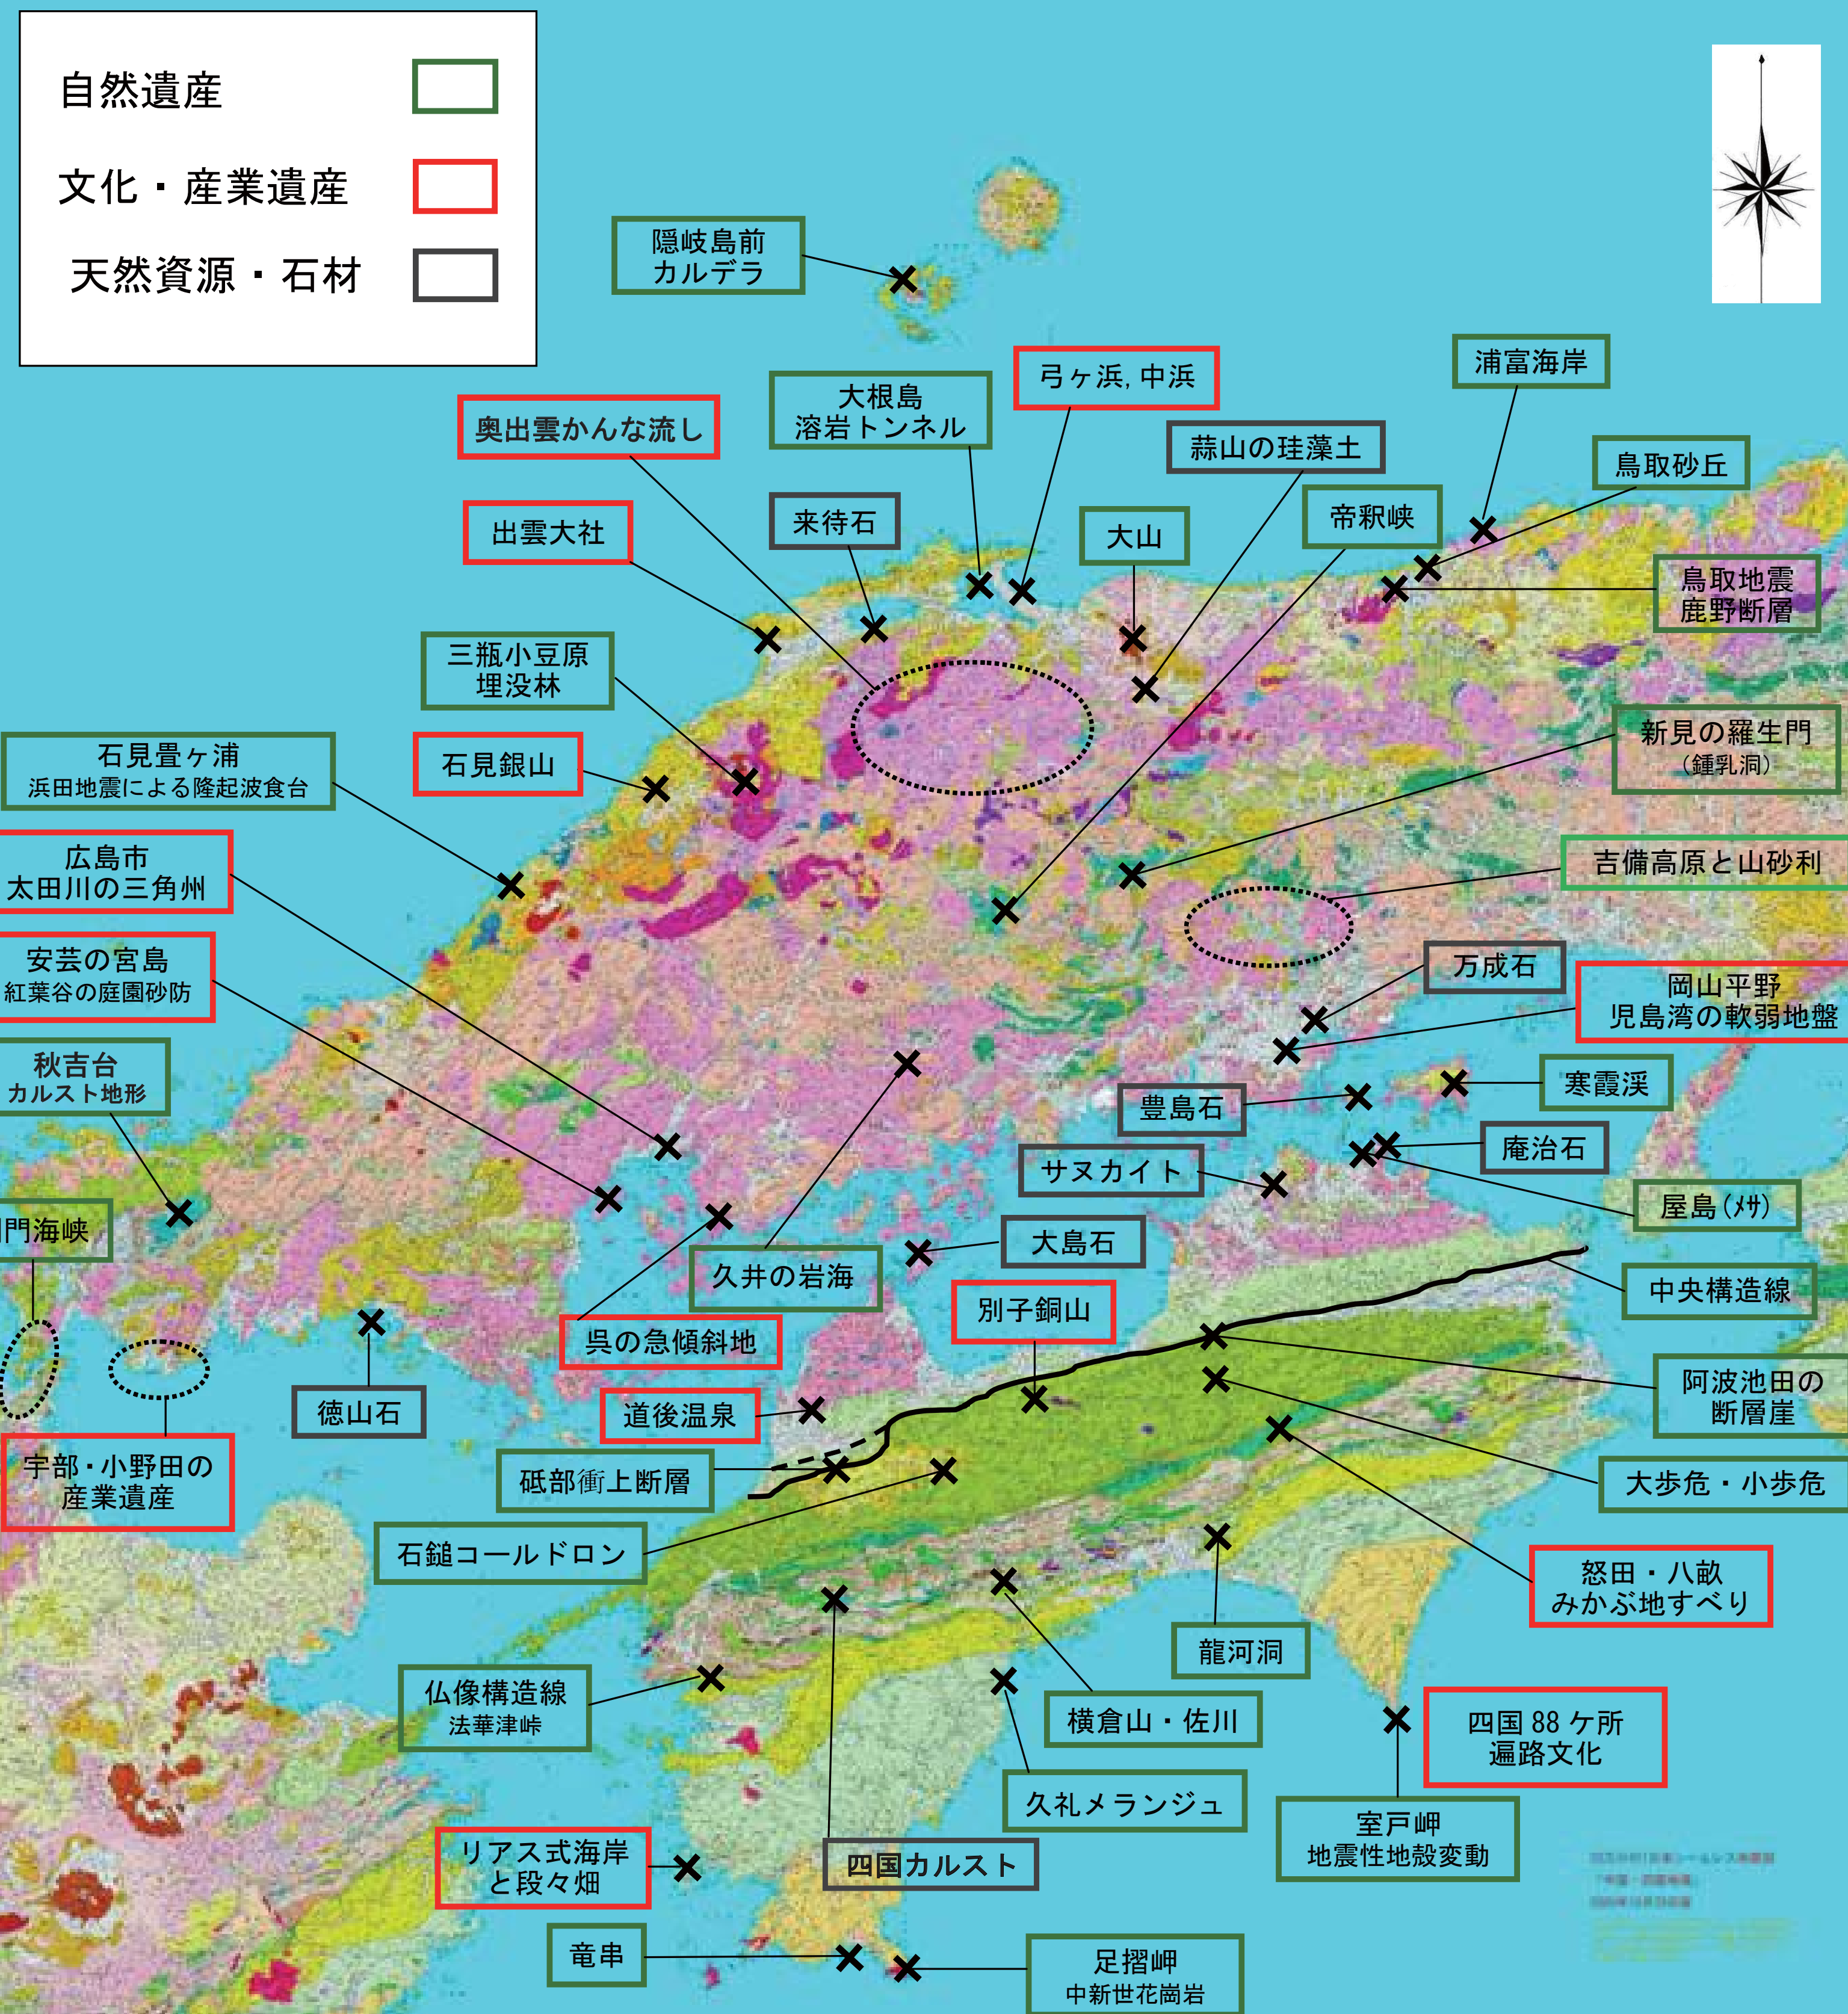 自然遺産
文化・産業遺産
天然資源・石材
隠岐島前
カルデラ
浦富海岸
弓ヶ浜, 中浜
大根島
溶岩トンネル
奥出雲かんな流し
蒜山の珪藻土
鳥取砂丘
来待石
帝釈峡
出雲大社
大山
鳥取地震
鹿野断層
三瓶小豆原
埋没林
新見の羅生門
（鍾乳洞）
石見畳ヶ浦
浜田地震による隆起波食台
石見銀山
吉備高原と山砂利
広島市
太田川の三角州
万成石
安芸の宮島
紅葉谷の庭園砂防
岡山平野
児島湾の軟弱地盤
秋吉台
カルスト地形
寒霞渓
豊島石
庵治石
サヌカイト
屋島(ﾒｻ)
門海峡
大島石
久井の岩海
中央構造線
別子銅山
呉の急傾斜地
阿波池田の
断層崖
徳山石
道後温泉
宇部・小野田の
産業遺産
砥部衝上断層
大歩危・小歩危
石鎚コールドロン
怒田・八畝
みかぶ地すべり
龍河洞
仏像構造線
法華津峠
横倉山・佐川
四国 88 ケ所
遍路文化
久礼メランジュ
室戸岬
地震性地殻変動
リアス式海岸
と段々畑
四国カルスト
竜串
足摺岬
中新世花崗岩